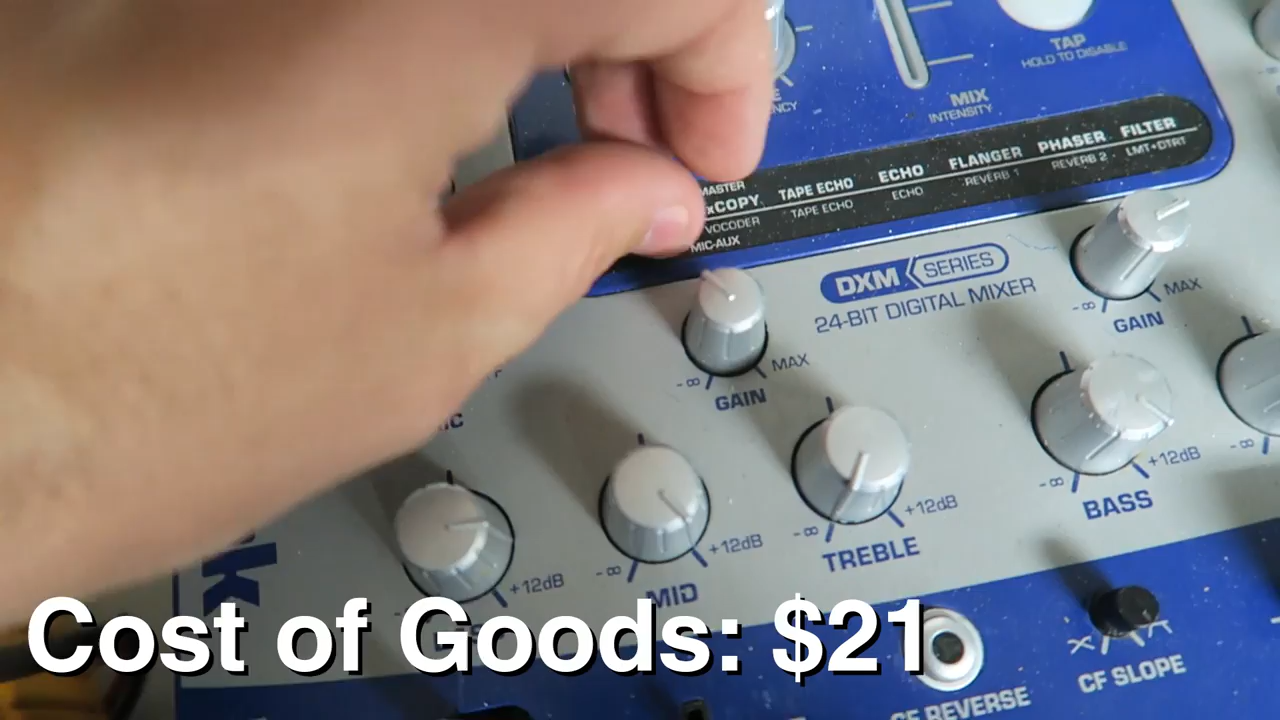 TAP
HOLD TO DISABLE
MIX
INTENSITY
MASTER
TAPE ECHO
ECHO
FLANGER
PHASER
FILTER
VOCODER
TAPE ECHO
ECHO
REVERB 1
REVERB 2
LMT+DTRT
MIC-AUX
DXM SERIES
24-BIT DIGITAL MIXER
-∞ MAX
GAIN
-∞ MAX
GAIN
+12dB
-∞ +12dB
MID
-∞ +12dB
TREBLE
-∞ +12dB
BASS
-∞
CF REVERSE
CF SLOPE
Cost of Goods: $21